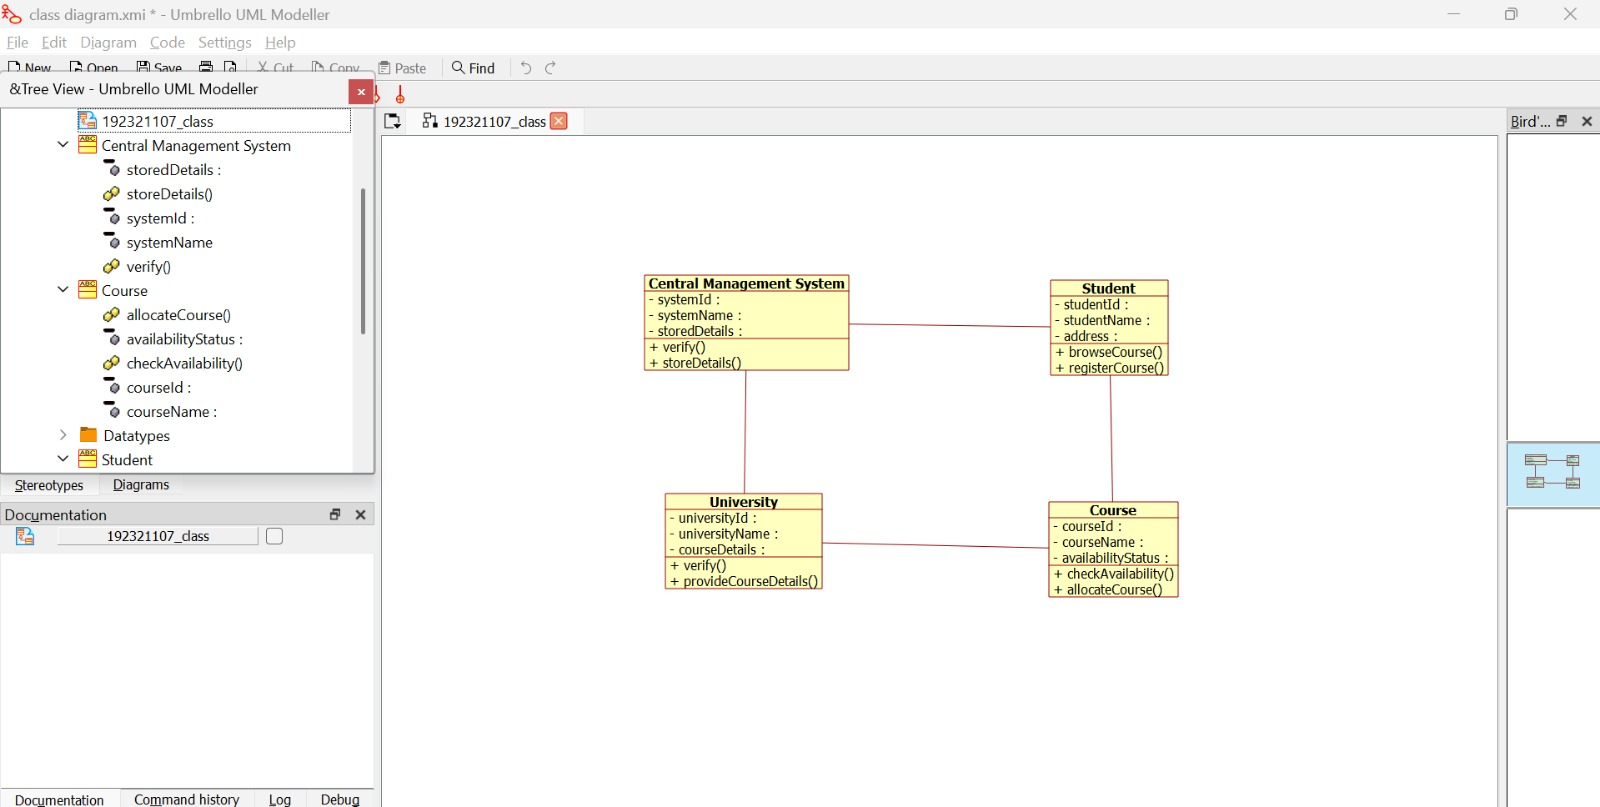 class diagram.xmi * - Umbrello UML Modeller
File Edit Diagram Code Settings Help
New Open Save Cut Copy Paste Find
&Tree View - Umbrello UML Modeller
192321107_class
Central Management System
storedDetails :
storeDetails()
systemId :
systemName
verify()
Course
allocateCourse()
availabilityStatus :
checkAvailability()
courseId :
courseName :
Datatypes
Student
Stereotypes Diagrams
Documentation
192321107_class
Documentation Command history Log Debug
192321107_class
Central Management System
- systemId :
- systemName :
- storedDetails :
+ verify()
+ storeDetails()
Student
- studentId :
- studentName :
- address :
+ browseCourse()
+ registerCourse()
University
- universityId :
- universityName :
- courseDetails :
+ verify()
+ provideCourseDetails()
Course
- courseId :
- courseName :
- availabilityStatus :
+ checkAvailability()
+ allocateCourse()
Bird'...